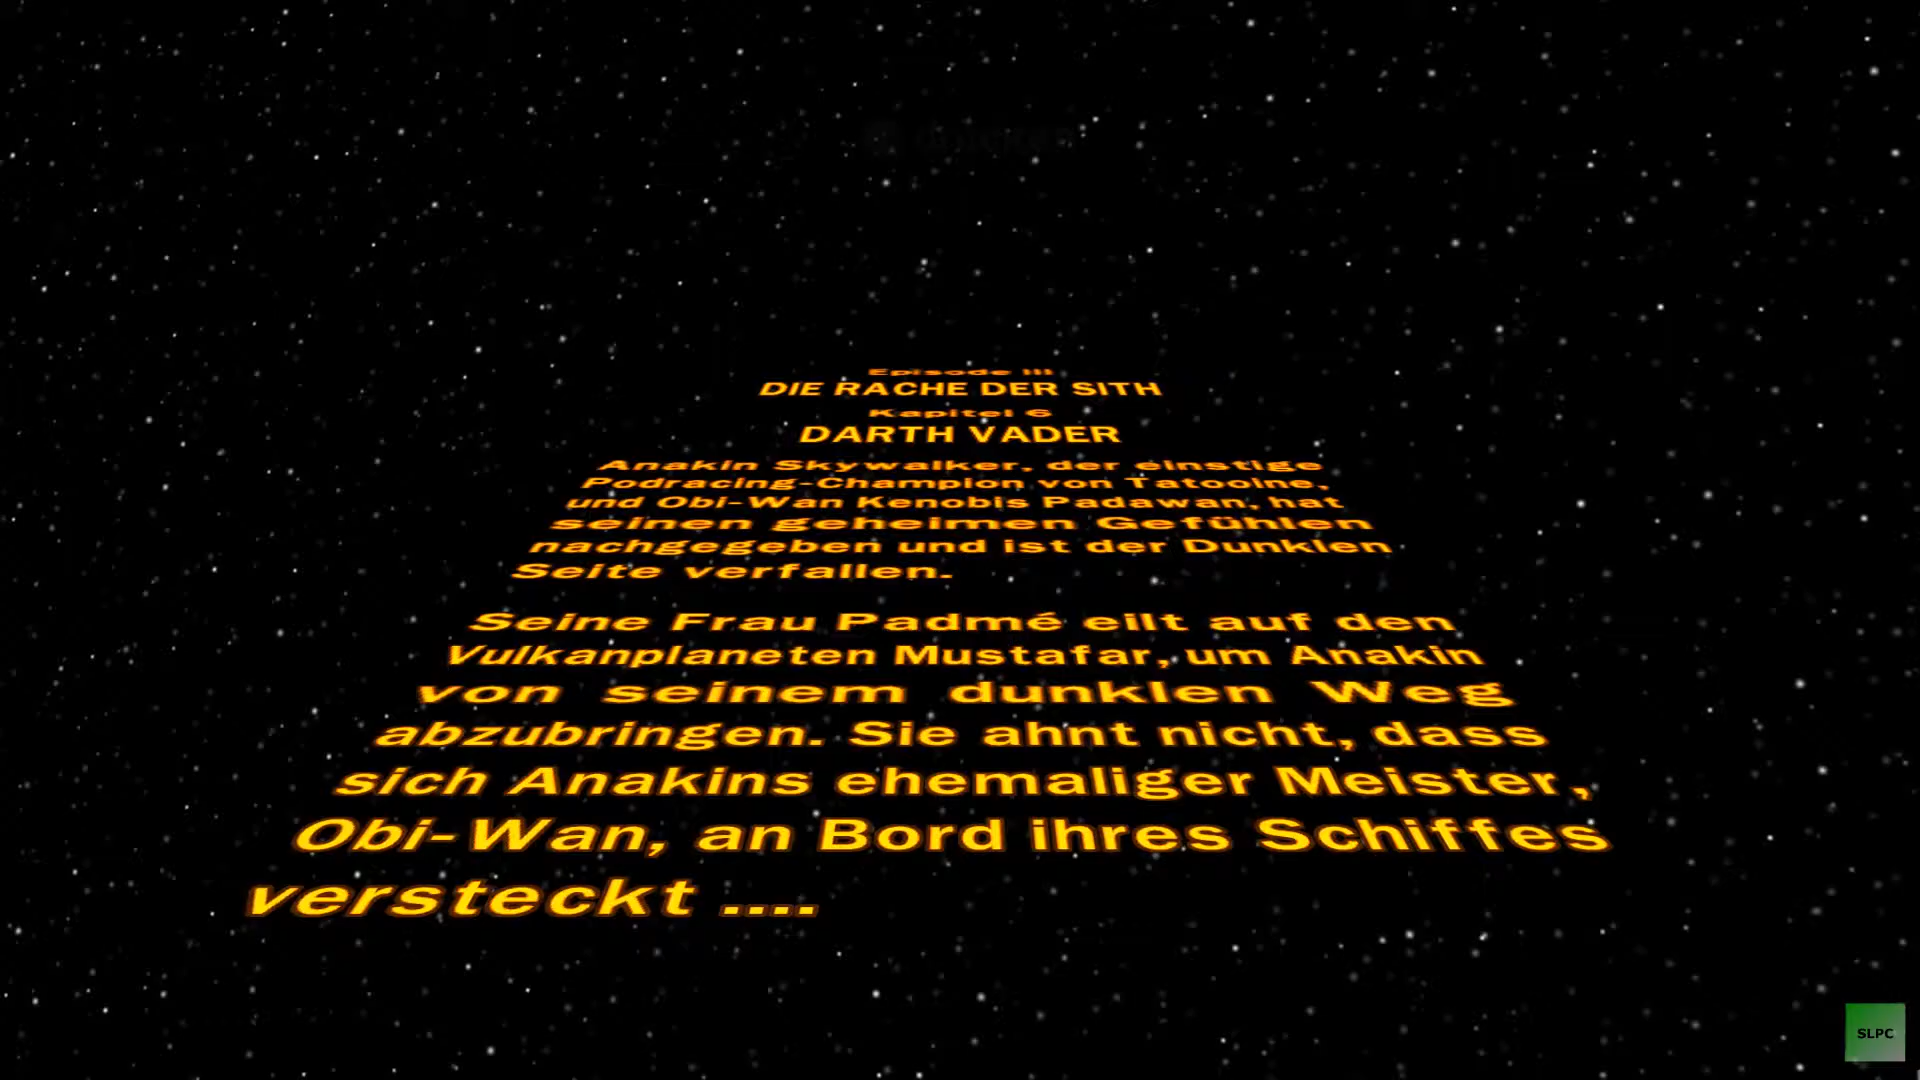 Episode III
DIE RACHE DER SITH
Kapitel 6
DARTH VADER
Anakin Skywalker, der einstige
Podracing-Champion von Tatooine,
und Obi-Wan Kenobis Padawan, hat
seinen geheimen Gefühlen
nachgegeben und ist der Dunklen
Seite verfallen.
Seine Frau Padmé eilt auf den
Vulkanplaneten Mustafar, um Anakin
von seinem dunklen Weg
abzubringen. Sie ahnt nicht, dass
sich Anakins ehemaliger Meister,
Obi-Wan, an Bord ihres Schiffes
versteckt ....
SLPC